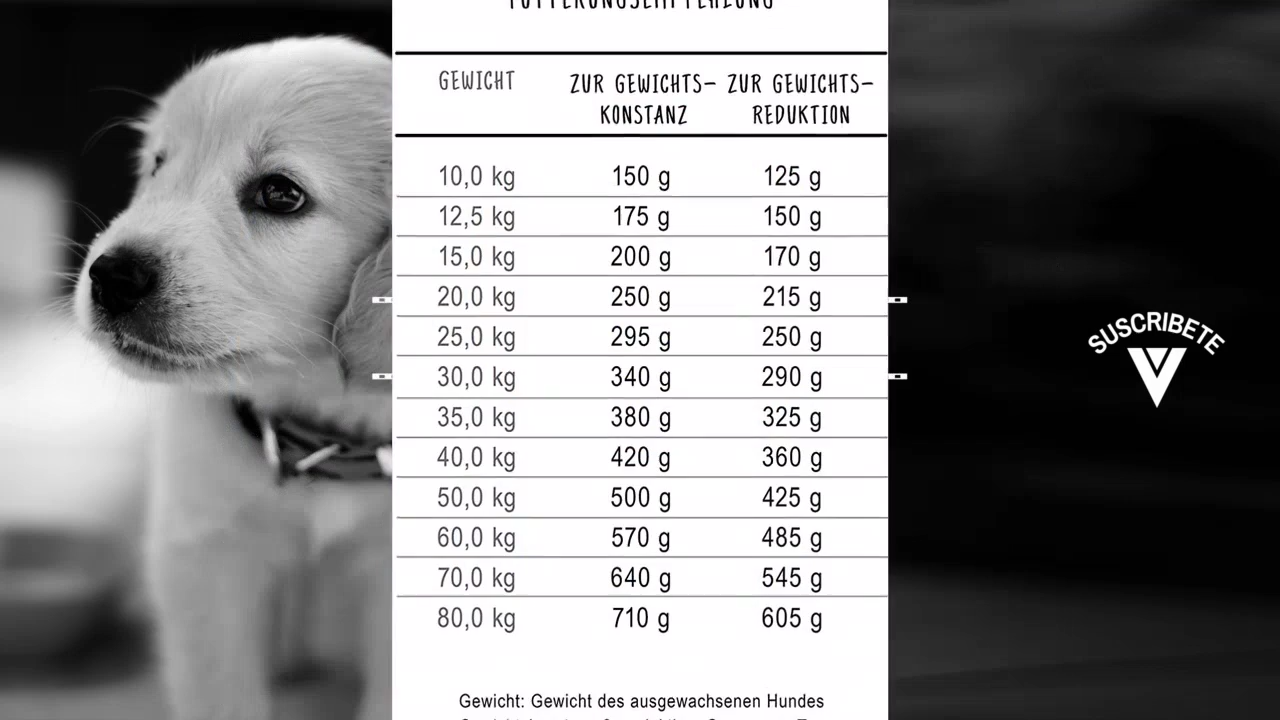 FÜTTERUNGSEMPFEHLUNG
GEWICHT ZUR GEWICHTS- ZUR GEWICHTS-
KONSTANZ REDUKTION
10,0 kg 150 g 125 g
12,5 kg 175 g 150 g
15,0 kg 200 g 170 g
20,0 kg 250 g 215 g
25,0 kg 295 g 250 g
30,0 kg 340 g 290 g
35,0 kg 380 g 325 g
40,0 kg 420 g 360 g
50,0 kg 500 g 425 g
60,0 kg 570 g 485 g
70,0 kg 640 g 545 g
80,0 kg 710 g 605 g
Gewicht: Gewicht des ausgewachsenen Hundes
SUSCRIBETE